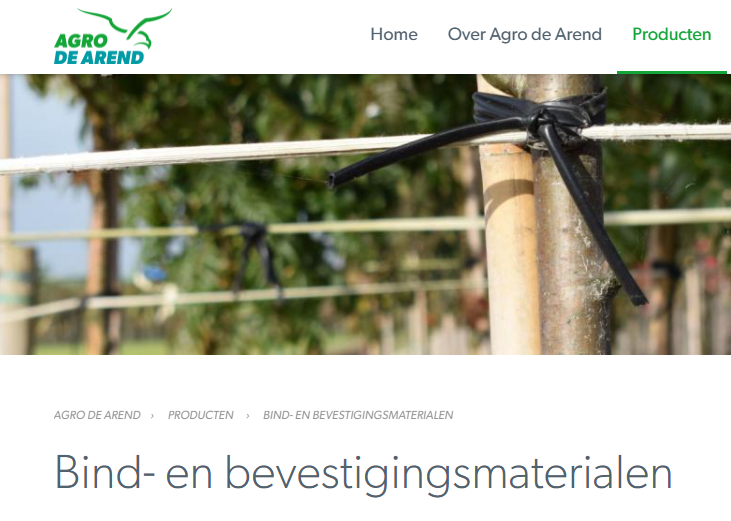 AGRO
DE AREND
Home Over Agro de Arend Producten
AGRO DE AREND › PRODUCTEN › BIND- EN BEVESTIGINGSMATERIALEN
Bind- en bevestigingsmaterialen